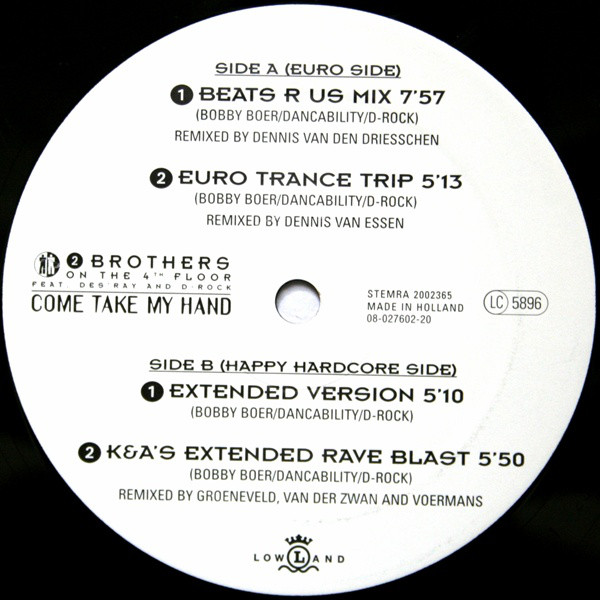 SIDE A (EURO SIDE)
1 BEATS R US MIX 7'57
(BOBBY BOER/DANCABILITY/D-ROCK)
REMIXED BY DENNIS VAN DEN DRIESSCHEN
2 EURO TRANCE TRIP 5'13
(BOBBY BOER/DANCABILITY/D-ROCK)
REMIXED BY DENNIS VAN ESSEN
2 BROTHERS
ON THE 4TH FLOOR
FEAT. DES'RAY AND D-ROCK
COME TAKE MY HAND
STEMRA 2002365
MADE IN HOLLAND
08-027602-20
LC 5896
SIDE B (HAPPY HARDCORE SIDE)
1 EXTENDED VERSION 5'10
(BOBBY BOER/DANCABILITY/D-ROCK)
2 K&A'S EXTENDED RAVE BLAST 5'50
(BOBBY BOER/DANCABILITY/D-ROCK)
REMIXED BY GROENEVELD, VAN DER ZWAN AND VOERMANS
LOW L AND